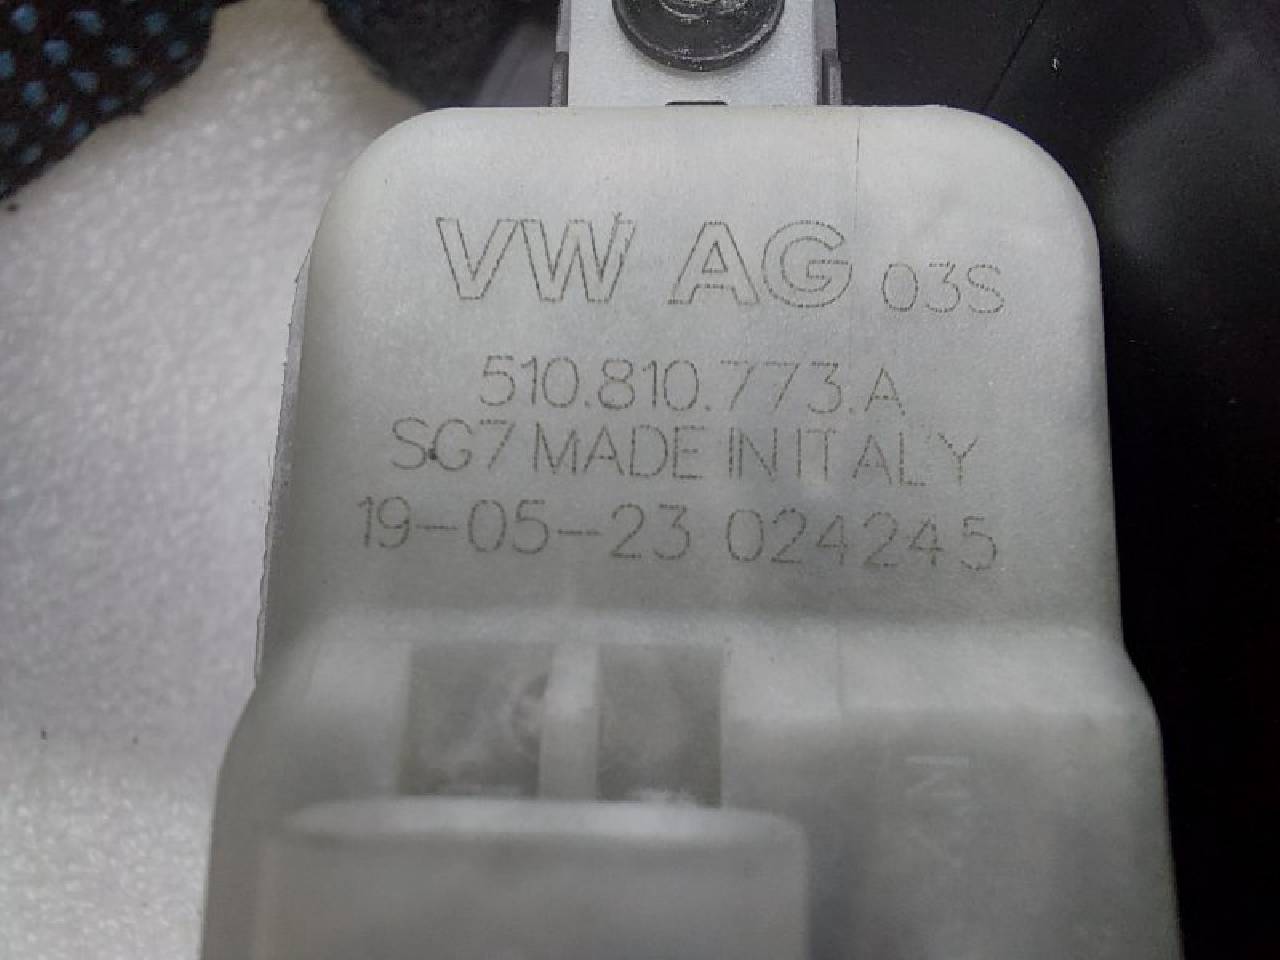 VW AG 03S
510.810.773.A
SG7 MADE IN ITALY
19-05-23 024245